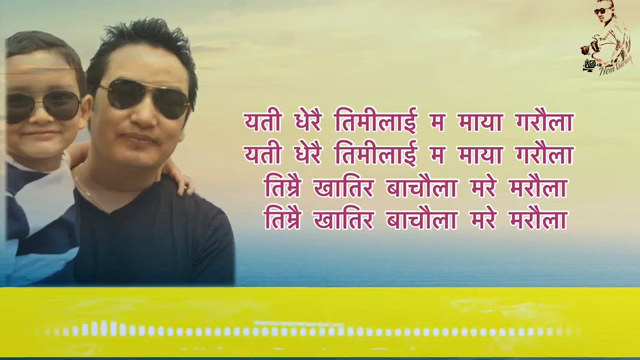 यती धेरै तिमीलाई म माया गरौला
यती धेरै तिमीलाई म माया गरौला
तिम्रै खातिर बाचौला मरे मरौला
तिम्रै खातिर बाचौला मरे मरौला